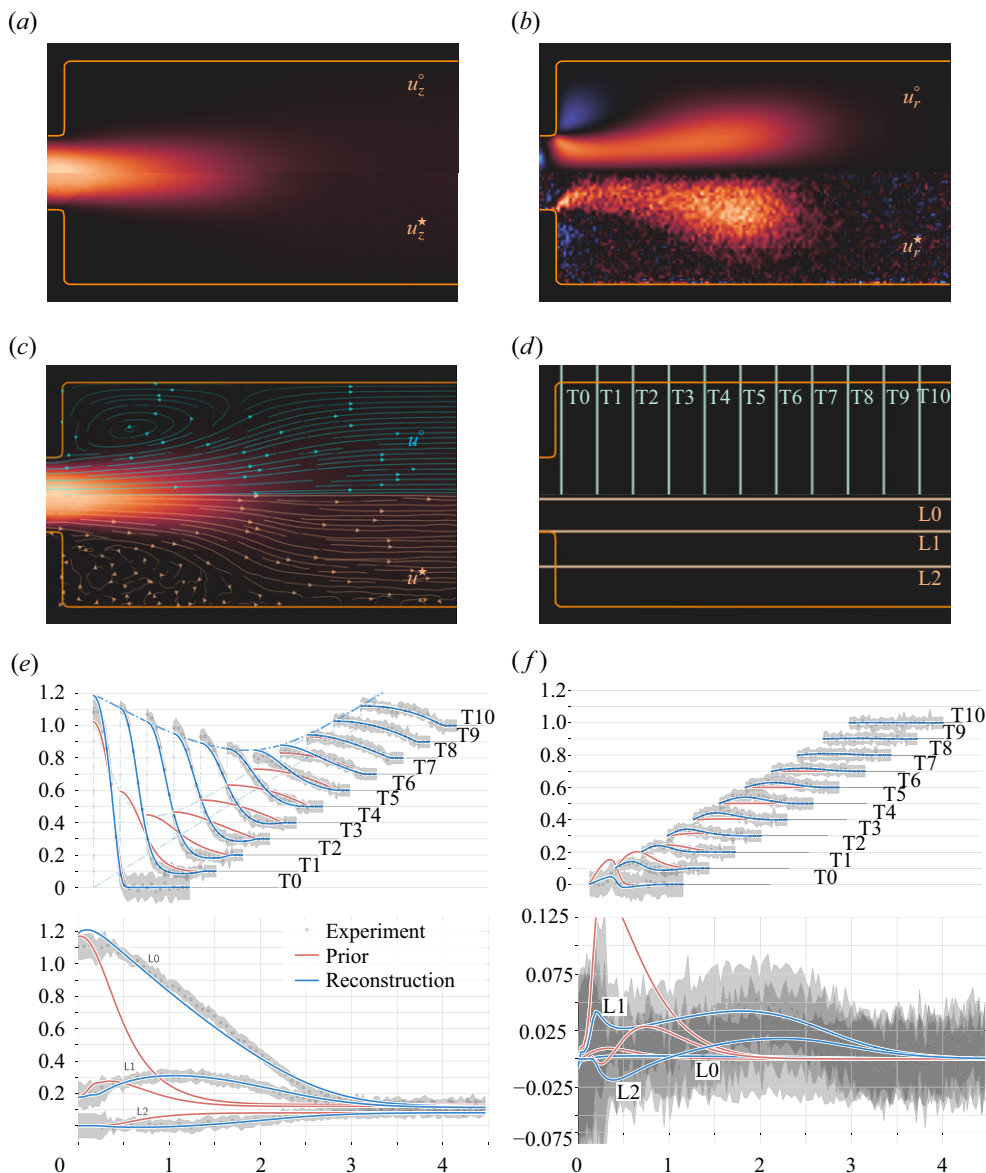 (a)
u_z^∘
u_z^★
(b)
u_r^∘
u_r^★
(c)
u^∘
u^★
(d)
T0 T1 T2 T3 T4 T5 T6 T7 T8 T9 T10
L0
L1
L2
(e)
1.2
1.0
0.8
0.6
0.4
0.2
0
T10
T9
T8
T7
T6
T5
T4
T3
T2
T1
T0
1.2
1.0
0.8
0.6
0.4
0.2
Experiment
Prior
Reconstruction
L0
L1
L2
0 1 2 3 4
(f)
1.2
1.0
0.8
0.6
0.4
0.2
0
T10
T9
T8
T7
T6
T5
T4
T3
T2
T1
T0
0.125
0.075
0.025
−0.025
−0.075
L1
L0
L2
0 1 2 3 4